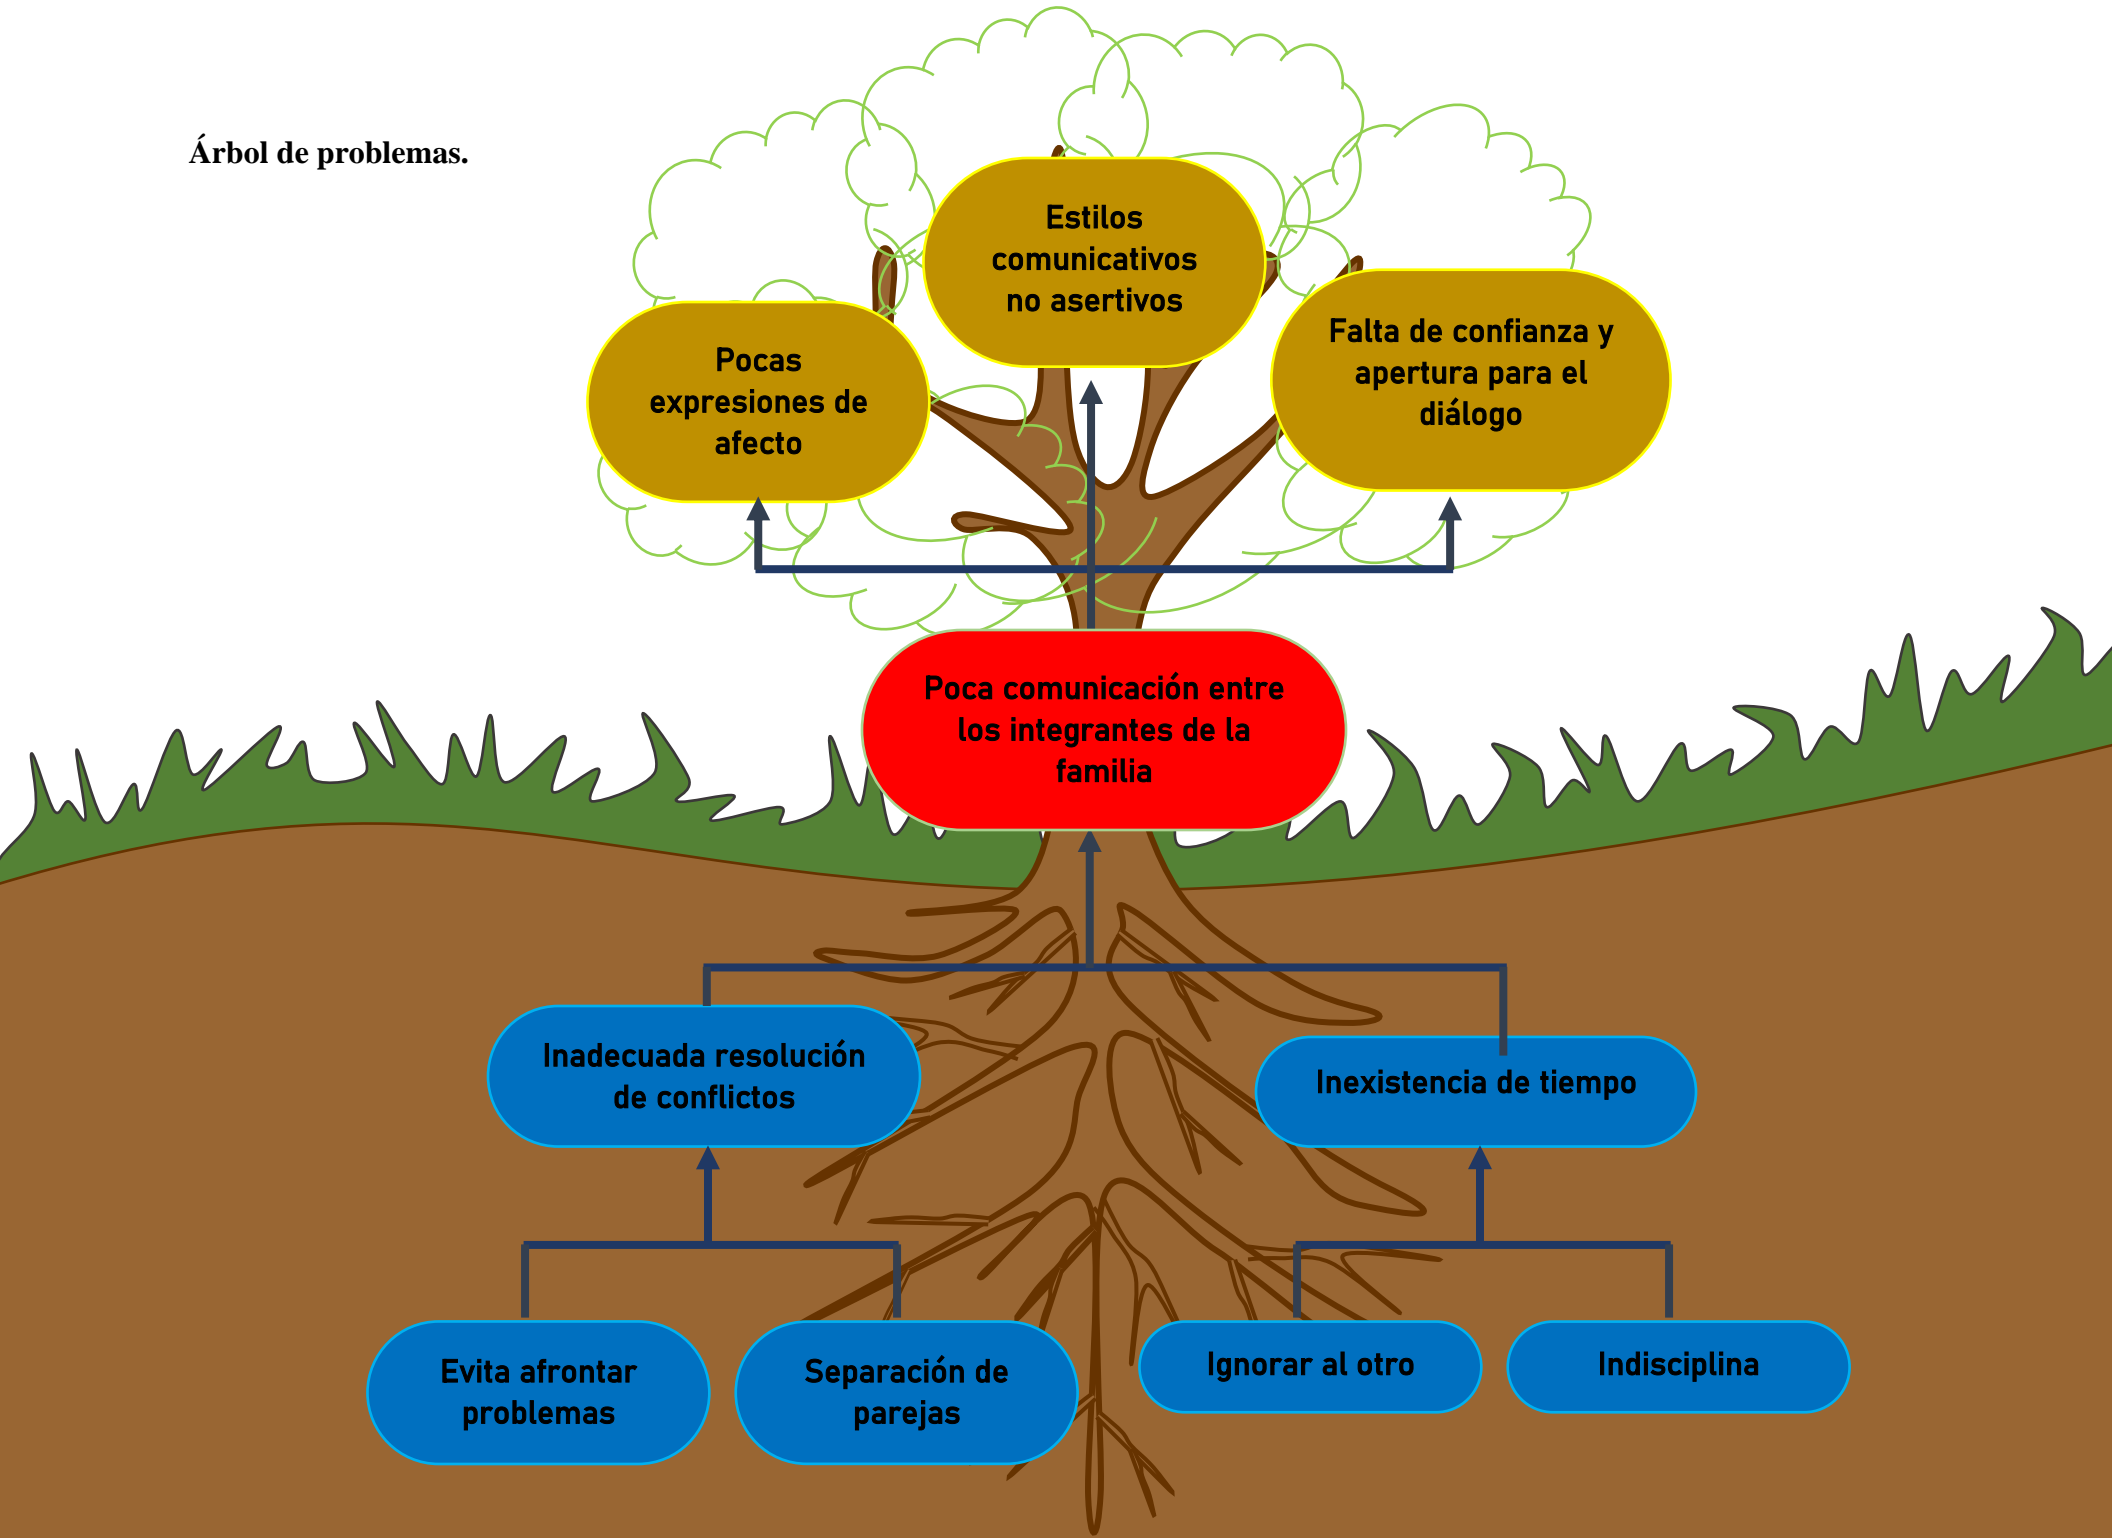 Árbol de problemas.
Estilos
comunicativos
no asertivos
Pocas
expresiones de
afecto
Falta de confianza y
apertura para el
diálogo
Poca comunicación entre
los integrantes de la
familia
Inadecuada resolución
de conflictos
Inexistencia de tiempo
Evita afrontar
problemas
Separación de
parejas
Ignorar al otro
Indisciplina